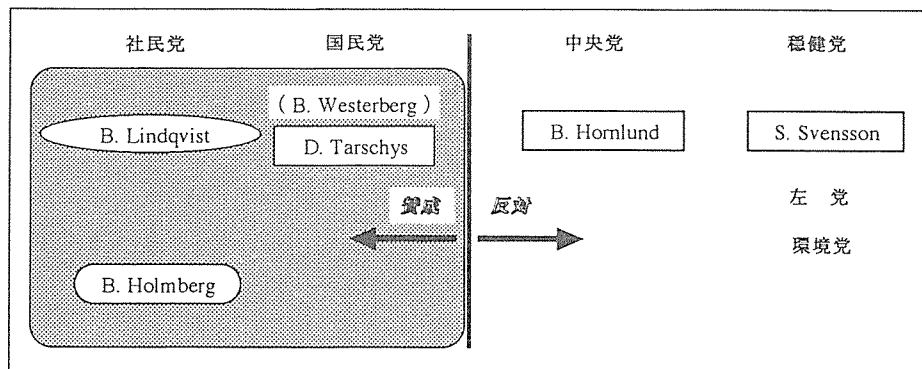 社民党 国民党 中央党 穏健党
( B. Westerberg )
B. Lindqvist D. Tarschys B. Hornlund S. Svensson
賛成 反対
左 党
環境党
B. Holmberg